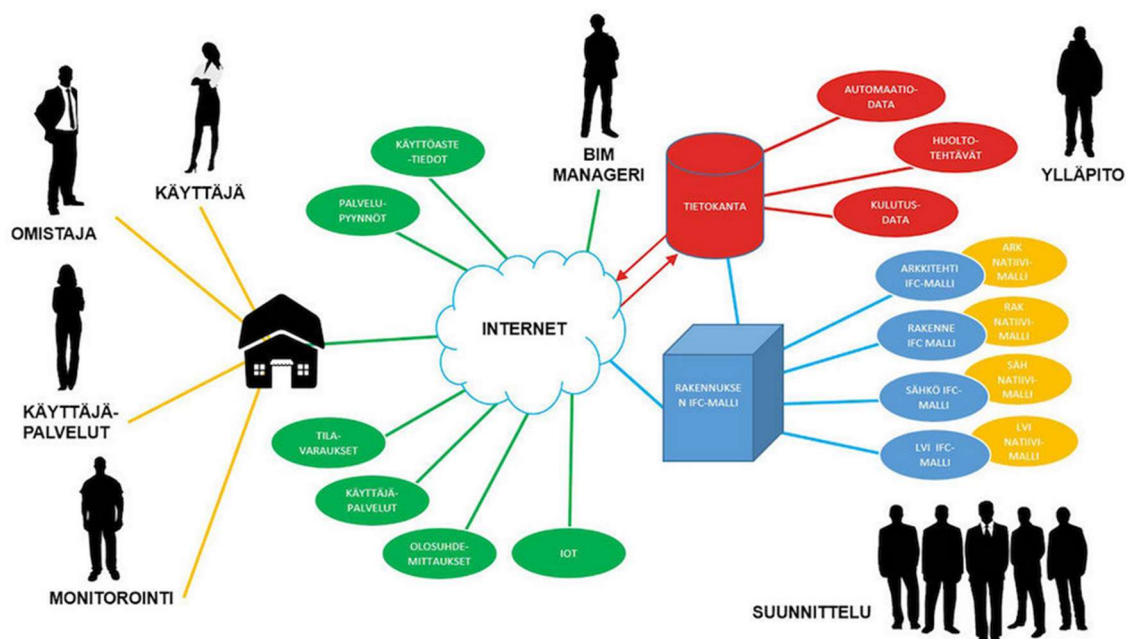 OMISTAJA
KÄYTTÄJÄ
KÄYTTÄJÄ-
PALVELUT
MONITOROINTI
KÄYTTÖASTE
-TIEDOT
PALVELU-
PYYNNÖT
INTERNET
TILA-
VARAUKSET
KÄYTTÄJÄ-
PALVELUT
OLOSUHDE-
MITTAUKSET
IOT
BIM
MANAGERI
TIETOKANTA
AUTOMAATIO-
DATA
HUOLTO-
TEHTÄVÄT
KULUTUS-
DATA
YLLÄPITO
RAKENNUKSE
N IFC-MALLI
ARKKITEHTI
IFC-MALLI
ARK
NATIIVI-
MALLI
RAKENNE
IFC MALLI
RAK
NATIIVI-
MALLI
SÄHKÖ IFC-
MALLI
SÄH
NATIIVI-
MALLI
LVI IFC-
MALLI
LVI
NATIIVI-
MALLI
SUUNNITTELU